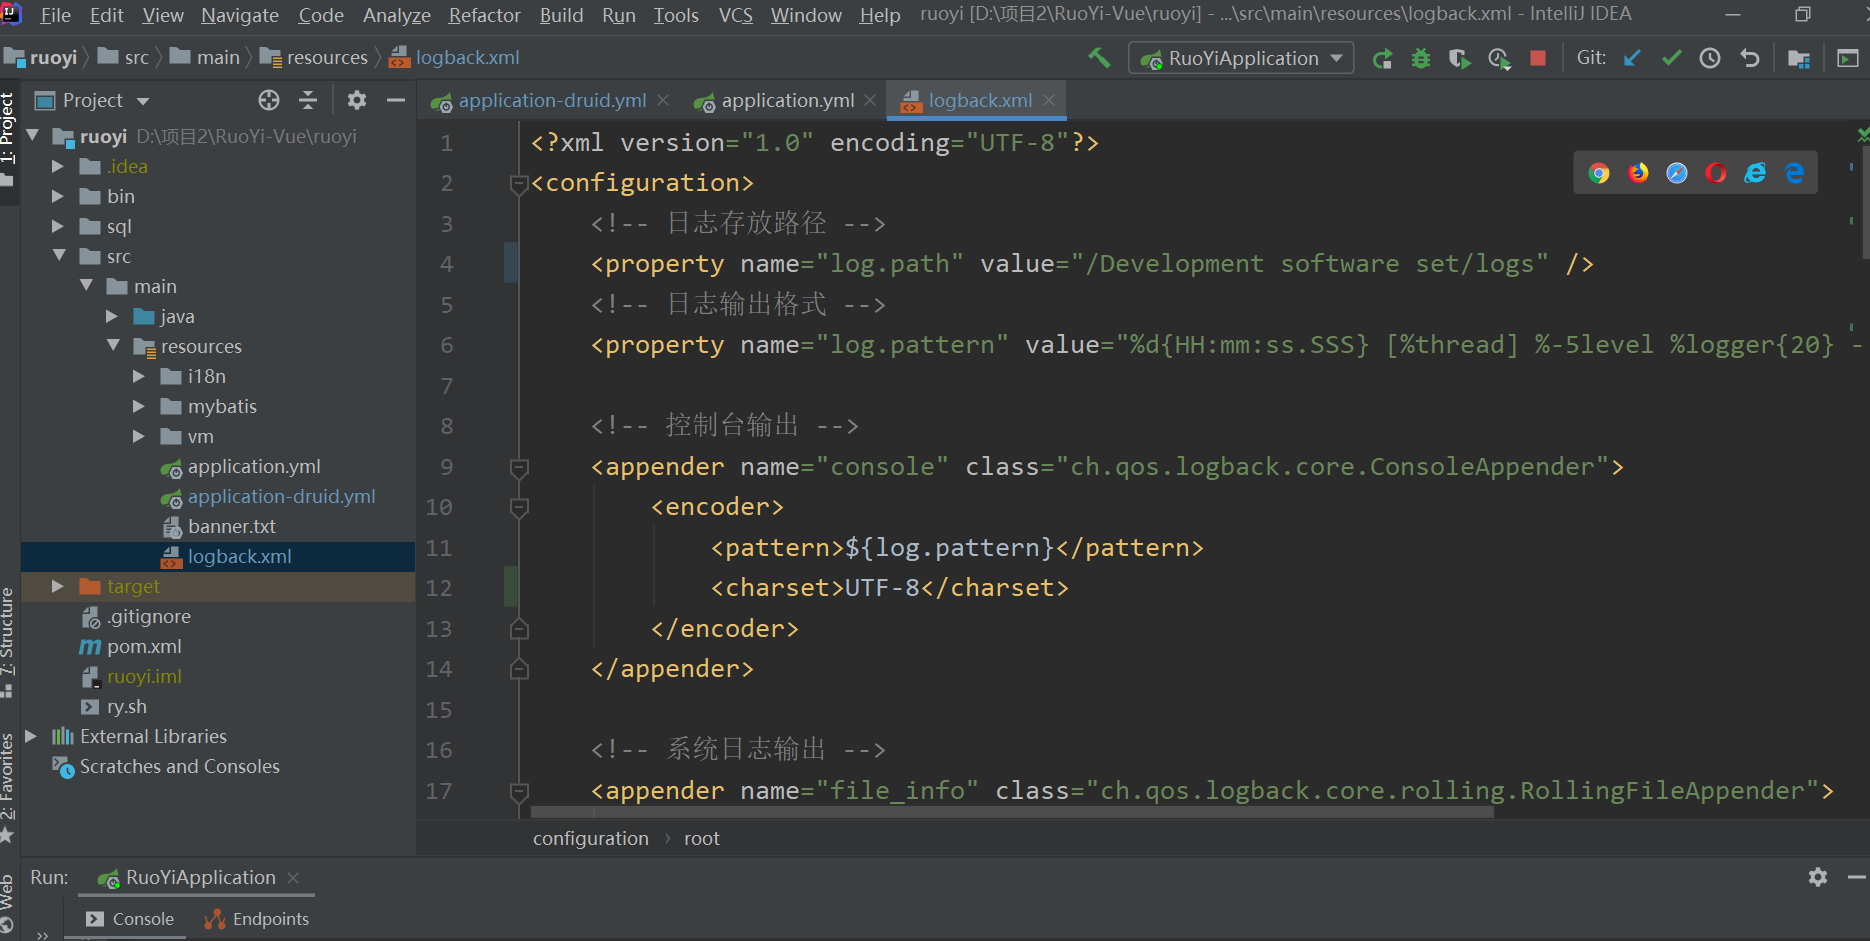 File Edit View Navigate Code Analyze Refactor Build Run Tools VCS Window Help ruoyi [D:\项目2\RuoYi-Vue\ruoyi] - ...\src\main\resources\logback.xml - IntelliJ IDEA
ruoyi src main resources logback.xml RuoYiApplication Git:
1: Project
Project
application-druid.yml application.yml logback.xml
ruoyi D:\项目2\RuoYi-Vue\ruoyi
.idea
bin
sql
src
main
java
resources
i18n
mybatis
vm
application.yml
application-druid.yml
banner.txt
logback.xml
target
.gitignore
pom.xml
ruoyi.iml
ry.sh
External Libraries
Scratches and Consoles
7: Structure
2: Favorites
Web
1 <?xml version="1.0" encoding="UTF-8"?>
2 <configuration>
3 <!-- 日志存放路径 -->
4 <property name="log.path" value="/Development software set/logs" />
5 <!-- 日志输出格式 -->
6 <property name="log.pattern" value="%d{HH:mm:ss.SSS} [%thread] %-5level %logger{20} -
7
8 <!-- 控制台输出 -->
9 <appender name="console" class="ch.qos.logback.core.ConsoleAppender">
10 <encoder>
11 <pattern>${log.pattern}</pattern>
12 <charset>UTF-8</charset>
13 </encoder>
14 </appender>
15
16 <!-- 系统日志输出 -->
17 <appender name="file_info" class="ch.qos.logback.core.rolling.RollingFileAppender">
configuration › root
Run: RuoYiApplication
Console Endpoints